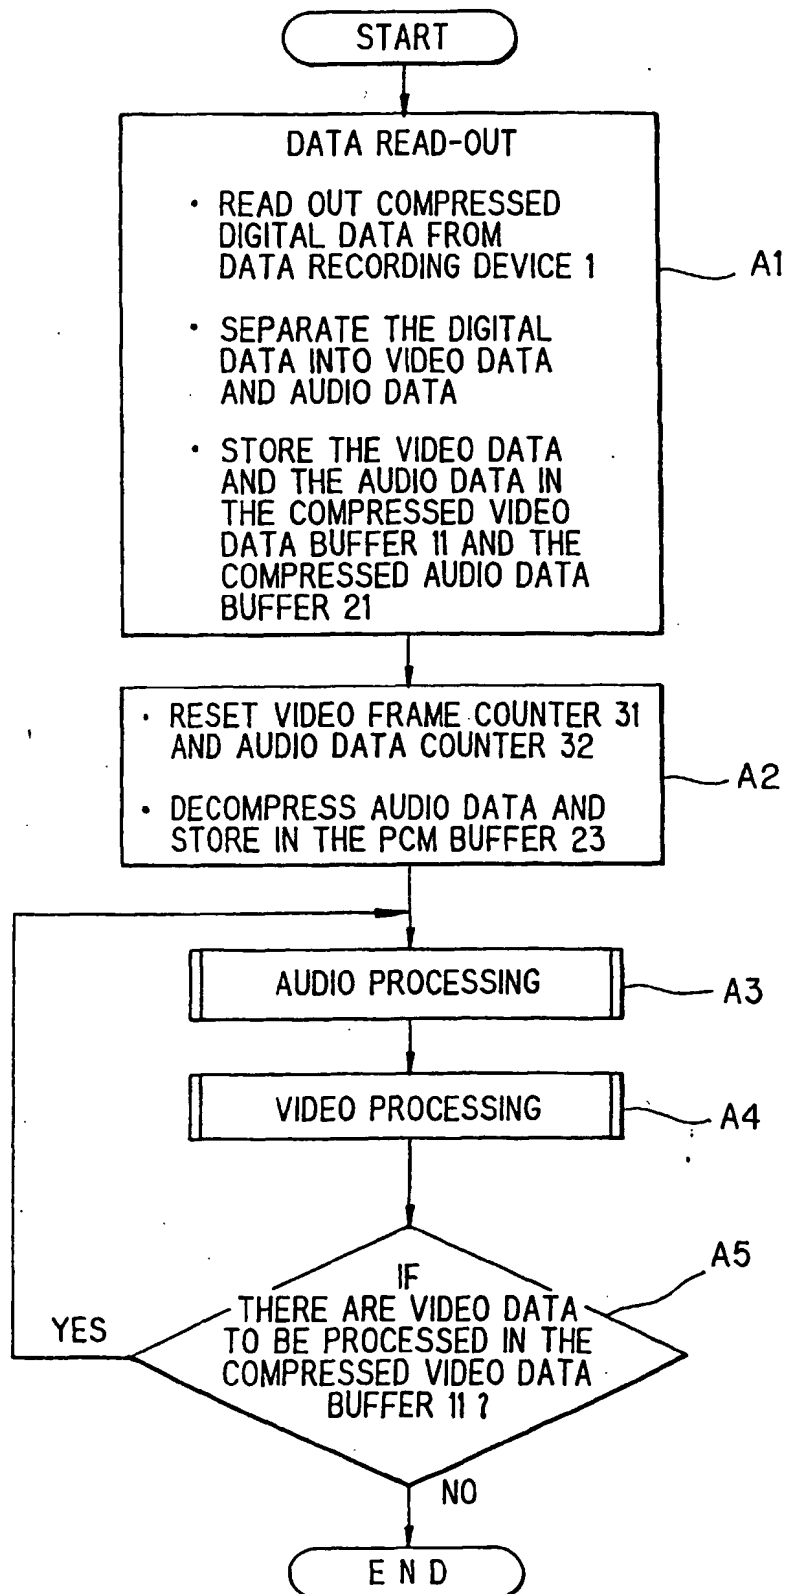 START
DATA READ-OUT
· READ OUT COMPRESSED
DIGITAL DATA FROM
DATA RECORDING DEVICE 1
A1
· SEPARATE THE DIGITAL
DATA INTO VIDEO DATA
AND AUDIO DATA
· STORE THE VIDEO DATA
AND THE AUDIO DATA IN
THE COMPRESSED VIDEO
DATA BUFFER 11 AND THE
COMPRESSED AUDIO DATA
BUFFER 21
· RESET VIDEO FRAME COUNTER 31
AND AUDIO DATA COUNTER 32
A2
· DECOMPRESS AUDIO DATA AND
STORE IN THE PCM BUFFER 23
AUDIO PROCESSING
A3
VIDEO PROCESSING
A4
A5
IF
THERE ARE VIDEO DATA
TO BE PROCESSED IN THE
COMPRESSED VIDEO DATA
BUFFER 11 ?
YES
NO
END